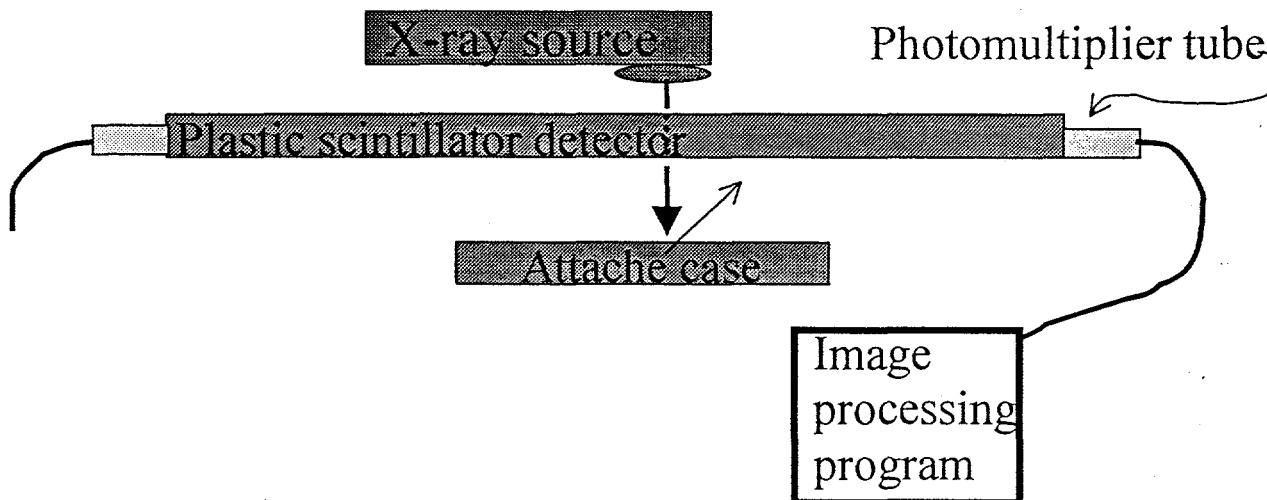 X-ray source
Photomultiplier tube
Plastic scintillator detector
Attache case
Image
processing
program